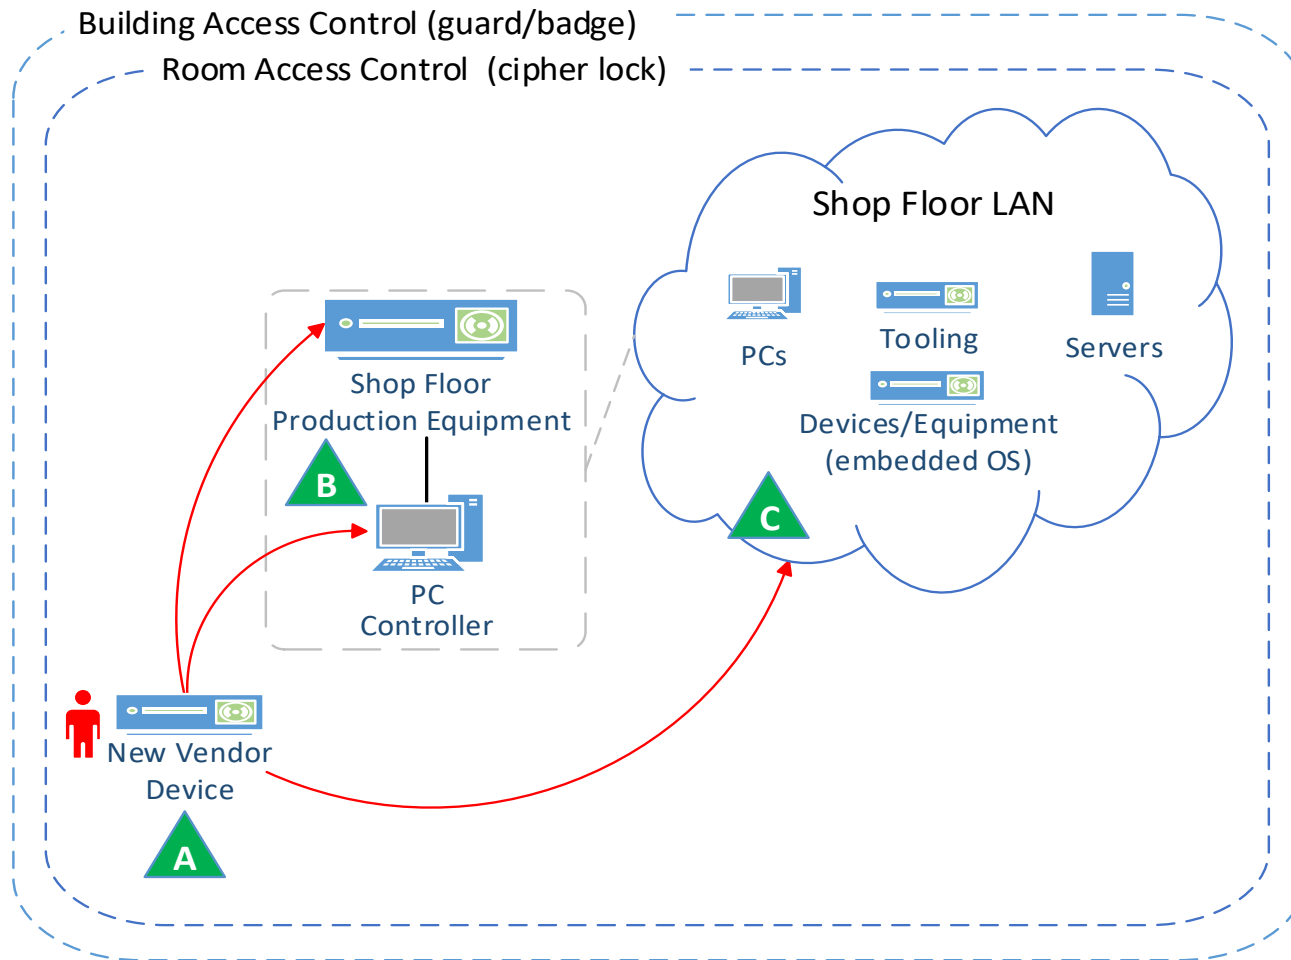 Building Access Control (guard/badge)
Room Access Control (cipher lock)
Shop Floor LAN
PCs
Tooling
Servers
Devices/Equipment
(embedded OS)
C
Shop Floor
Production Equipment
B
PC
Controller
New Vendor
Device
A